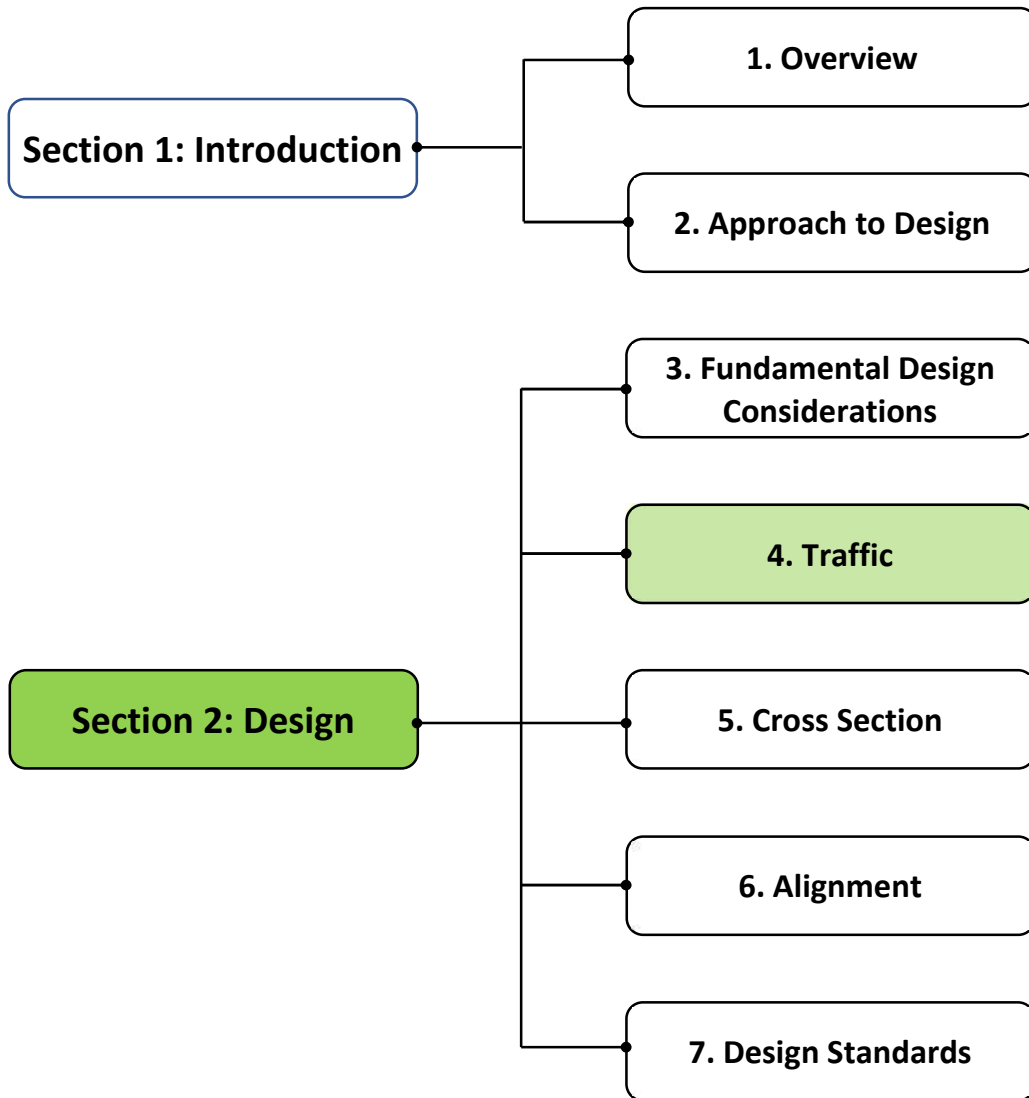 1. Overview
Section 1: Introduction
2. Approach to Design
3. Fundamental Design
Considerations
4. Traffic
Section 2: Design
5. Cross Section
6. Alignment
7. Design Standards